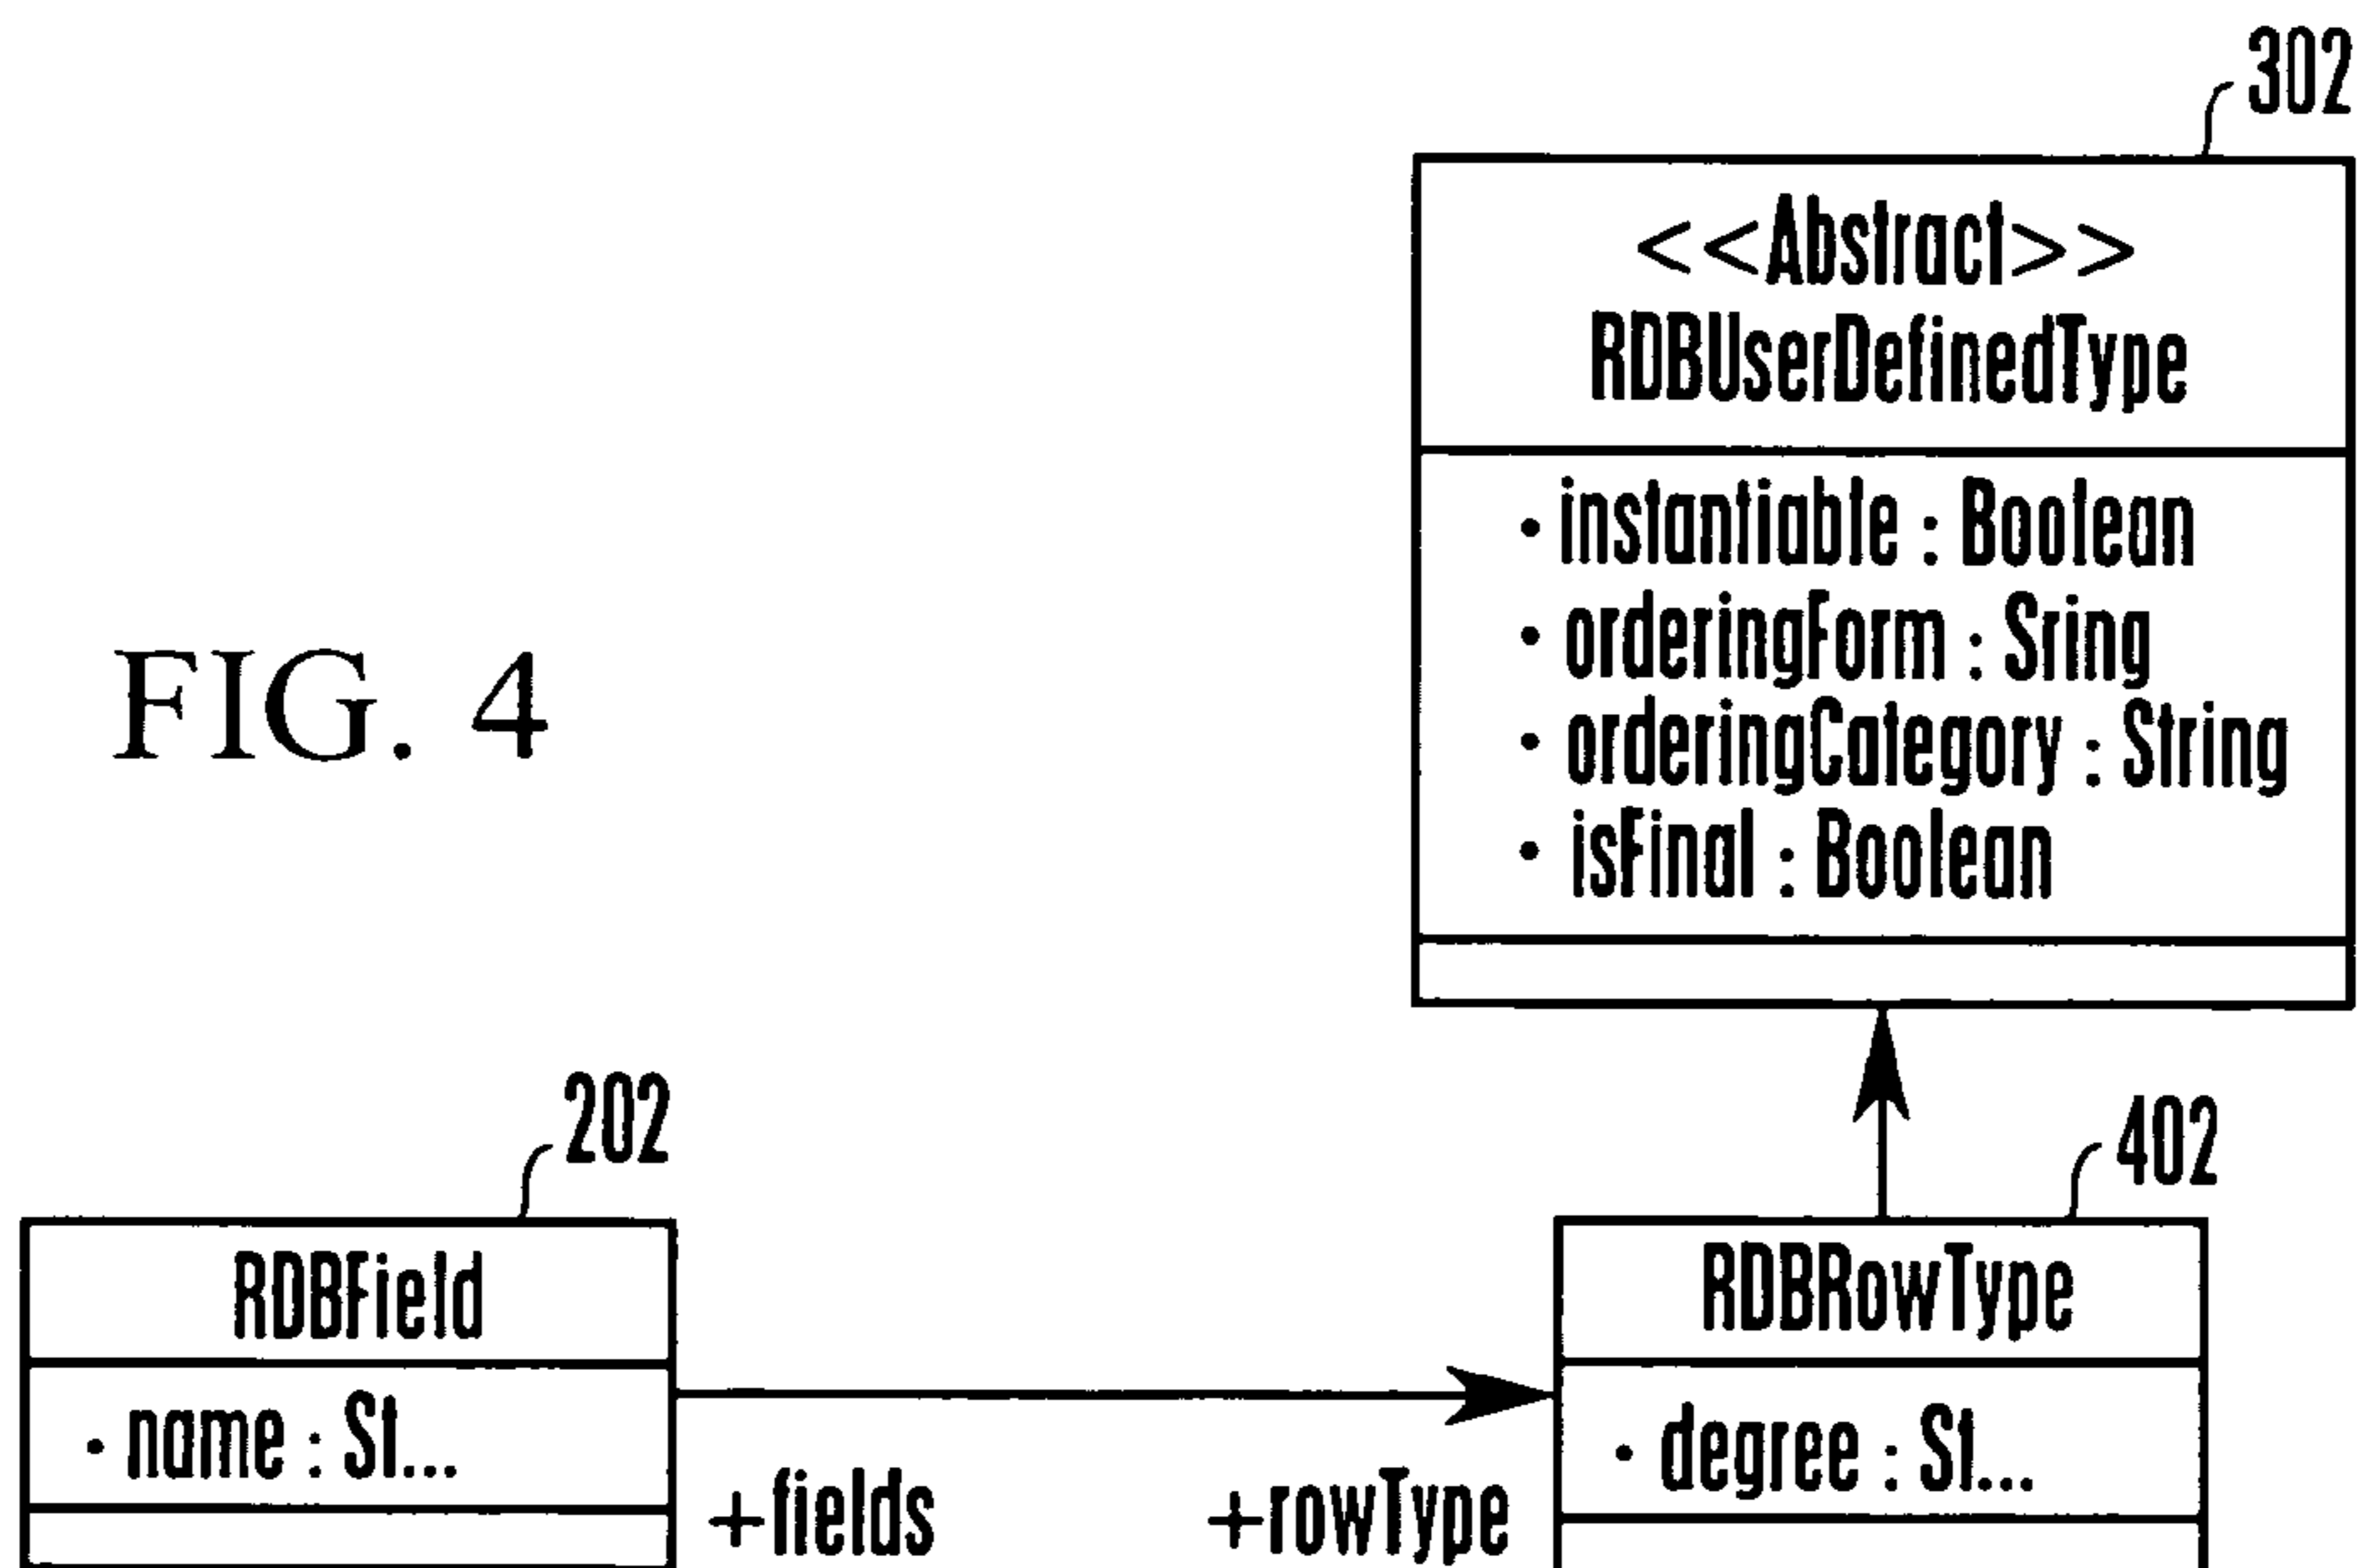 302
<<Abstract>>
RDBUserDefinedType
• instantiable : Boolean
• orderingForm : Sring
• orderingCategory : String
• isFinal : Boolean
FIG. 4
202
RDBField
• name : St...
+fields
+rowType
402
RDBRowType
• degree : St...